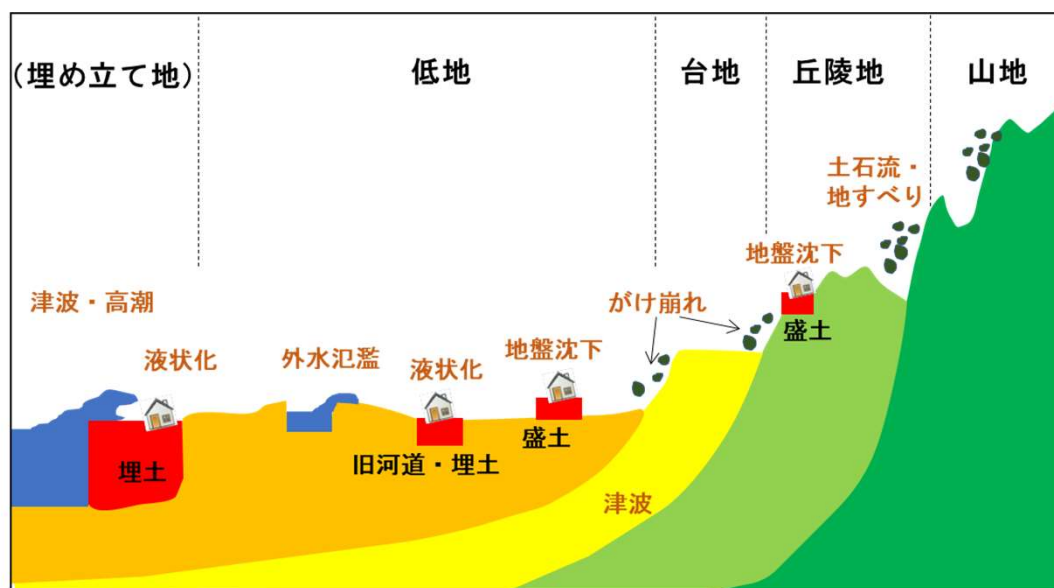 (埋め立て地)
低地
台地
丘陵地
山地
土石流・
地すべり
地盤沈下
津波・高潮
がけ崩れ
盛土
液状化
外水氾濫
液状化
地盤沈下
盛土
埋土
旧河道・埋土
津波